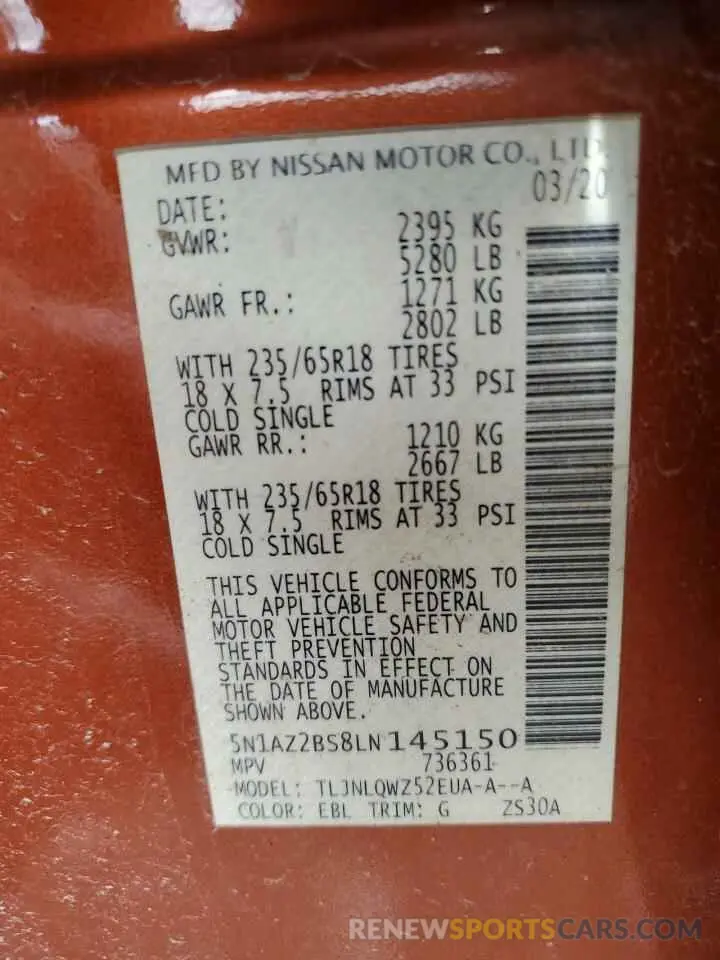 MFD BY NISSAN MOTOR CO., LTD.
DATE: 03/20
GVWR: 2395 KG
5280 LB
GAWR FR.: 1271 KG
2802 LB
WITH 235/65R18 TIRES
18 X 7.5 RIMS AT 33 PSI
COLD SINGLE
GAWR RR.: 1210 KG
2667 LB
WITH 235/65R18 TIRES
18 X 7.5 RIMS AT 33 PSI
COLD SINGLE
THIS VEHICLE CONFORMS TO
ALL APPLICABLE FEDERAL
MOTOR VEHICLE SAFETY AND
THEFT PREVENTION
STANDARDS IN EFFECT ON
THE DATE OF MANUFACTURE
SHOWN ABOVE.
5N1AZ2BS8LN145150
MPV 736361
MODEL: TLJNLQWZ52EUA-A--A
COLOR: EBL TRIM: G ZS30A
RENEWSPORTSCARS.COM